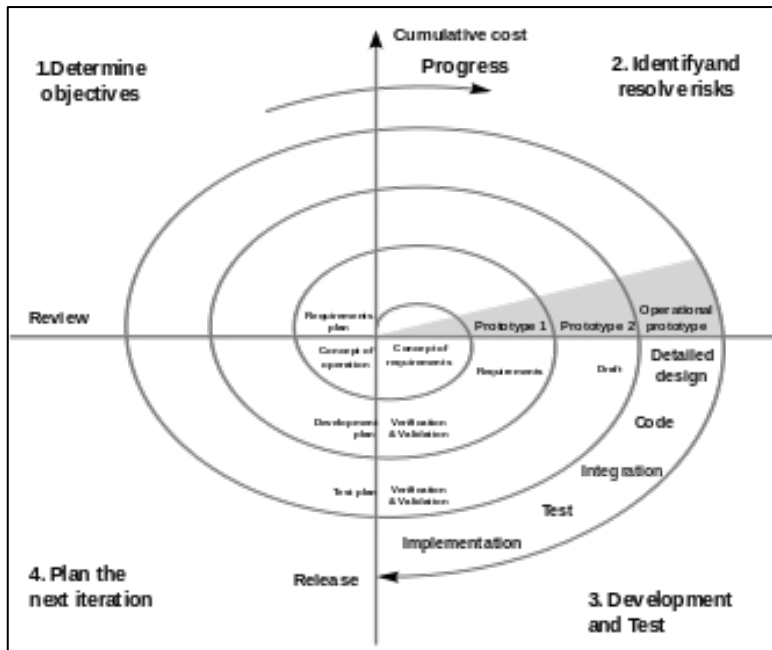 Cumulative cost
Progress
1.Determine
objectives
2. Identify and
resolve risks
Review
Requirements
plan
Prototype 1
Prototype 2
Operational
prototype
Concept of
operation
Concept of
requirements
Requirements
Draft
Detailed
design
Development
plan
Verification
& Validation
Code
Integration
Test plan
Verification
& Validation
Test
Implementation
Release
4. Plan the
next iteration
3. Development
and Test